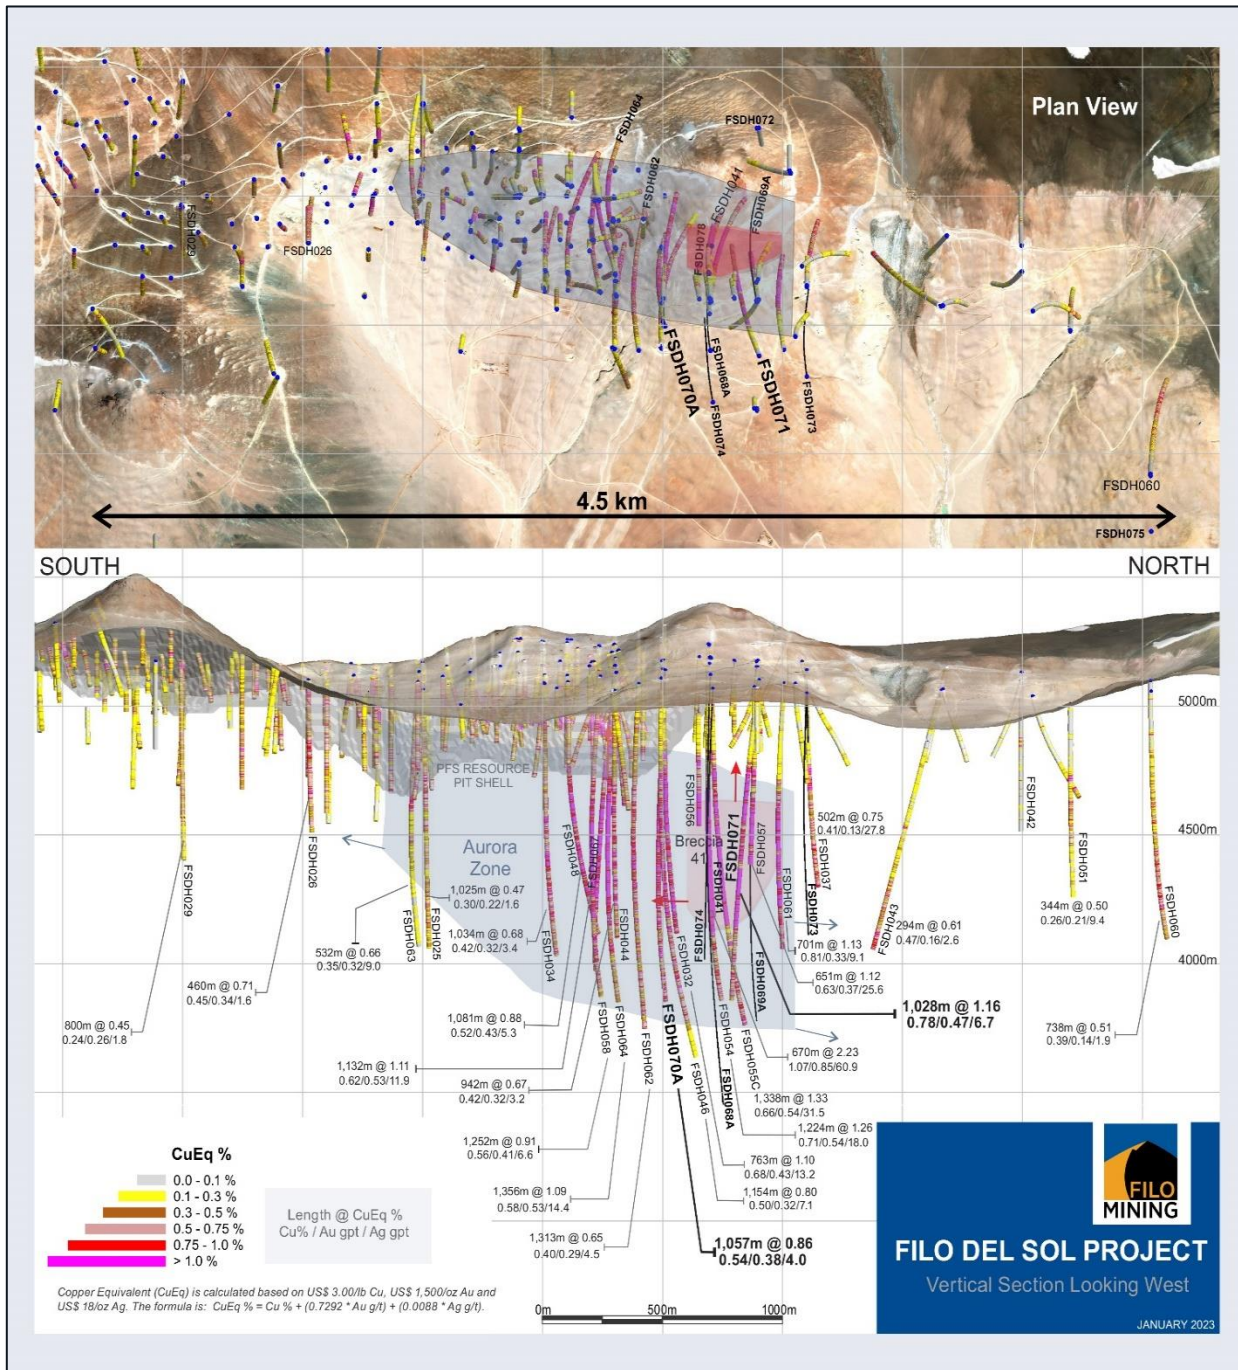 Plan View
FSDH064
FSDH072
FSDH062
FSDH041
FSDH069A
FSDH078
FSDH029
FSDH026
FSDH070A
FSDH068A
FSDH074
FSDH071
FSDH073
FSDH060
FSDH075
4.5 km
SOUTH
NORTH
5000m
PFS RESOURCE
PIT SHELL
4500m
4000m
Aurora
Zone
Breccia
41
FSDH029
FSDH026
FSDH063
FSDH025
FSDH034
FSDH048
FSDH044
FSDH058
FSDH064
FSDH062
FSDH070A
FSDH032
FSDH046
FSDH056
FSDH074
FSDH041
FSDH071
FSDH057
FSDH054
FSDH068A
FSDH055C
FSDH069A
FSDH061
FSDH073
FSDH037
FSDH043
FSDH042
FSDH051
FSDH060
502m @ 0.75
0.41/0.13/27.8
1,025m @ 0.47
0.30/0.22/1.6
344m @ 0.50
0.26/0.21/9.4
294m @ 0.61
0.47/0.16/2.6
1,034m @ 0.68
0.42/0.32/3.4
701m @ 1.13
0.81/0.33/9.1
532m @ 0.66
0.35/0.32/9.0
651m @ 1.12
0.63/0.37/25.6
460m @ 0.71
0.45/0.34/1.6
1,028m @ 1.16
0.78/0.47/6.7
1,081m @ 0.88
0.52/0.43/5.3
800m @ 0.45
0.24/0.26/1.8
738m @ 0.51
0.39/0.14/1.9
670m @ 2.23
1.07/0.85/60.9
1,132m @ 1.11
0.62/0.53/11.9
942m @ 0.67
0.42/0.32/3.2
1,338m @ 1.33
0.66/0.54/31.5
1,224m @ 1.26
0.71/0.54/18.0
1,252m @ 0.91
0.56/0.41/6.6
763m @ 1.10
0.68/0.43/13.2
1,356m @ 1.09
0.58/0.53/14.4
1,154m @ 0.80
0.50/0.32/7.1
1,313m @ 0.65
0.40/0.29/4.5
1,057m @ 0.86
0.54/0.38/4.0
CuEq %
0.0 - 0.1 %
0.1 - 0.3 %
0.3 - 0.5 %
0.5 - 0.75 %
0.75 - 1.0 %
> 1.0 %
Length @ CuEq %
Cu% / Au gpt / Ag gpt
Copper Equivalent (CuEq) is calculated based on US$ 3.00/lb Cu, US$ 1,500/oz Au and
US$ 18/oz Ag. The formula is: CuEq % = Cu % + (0.7292 * Au g/t) + (0.0088 * Ag g/t).
0m
500m
1000m
FILO
MINING
FILO DEL SOL PROJECT
Vertical Section Looking West
JANUARY 2023